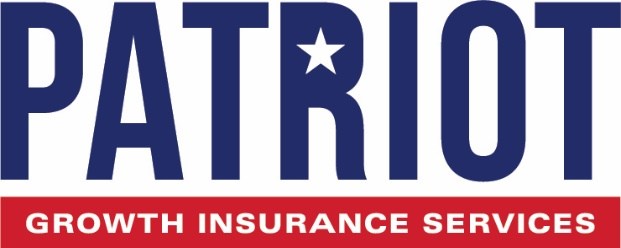 PATRIOT
GROWTH INSURANCE SERVICES